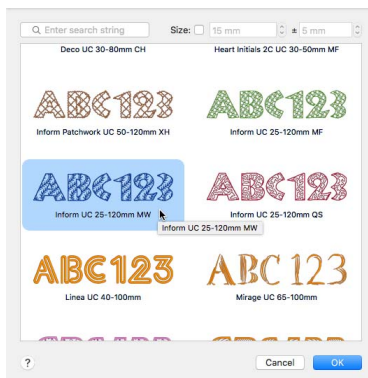 Enter search string Size: 15 mm ± 5 mm
Deco UC 30-80mm CH Heart Initials 2C UC 30-50mm MF
ABC123 ABC123
Inform Patchwork UC 50-120mm XH Inform UC 25-120mm MF
ABC123 ABC123
Inform UC 25-120mm MW Inform UC 25-120mm QS
Inform UC 25-120mm MW
ABC123 ABC 123
Linea UC 40-100mm Mirage UC 65-100mm
? Cancel OK